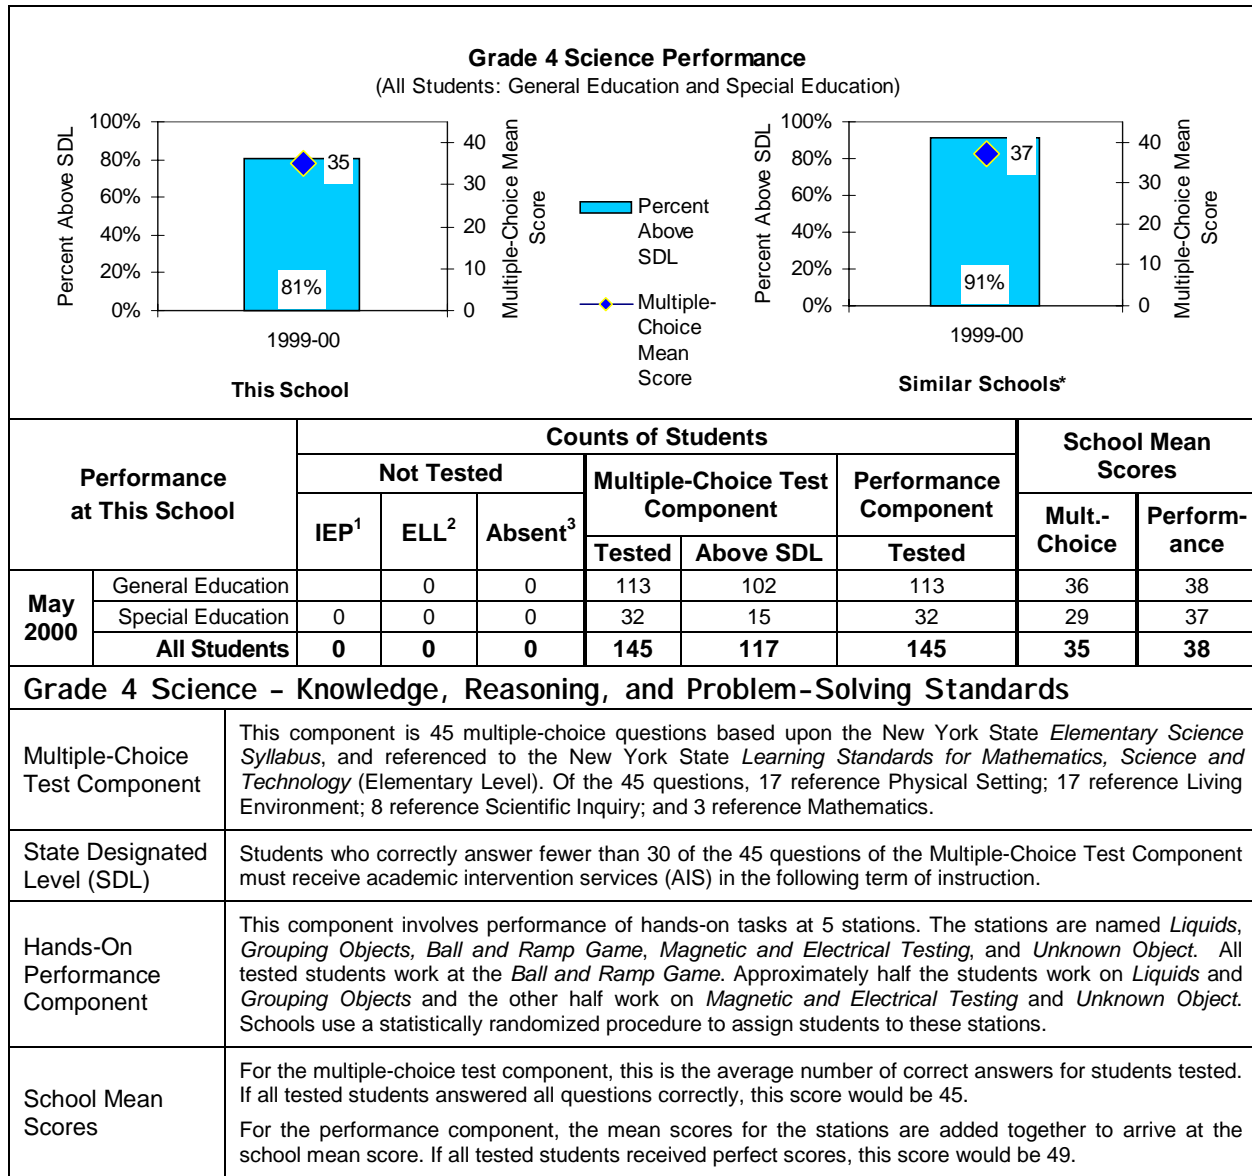 Grade 4 Science Performance
(All Students: General Education and Special Education)
Percent Above SDL
100%
80%
60%
40%
20%
0%
35
81%
40
30
20
10
0
Multiple-Choice Mean
Score
1999-00
This School
Percent
Above
SDL
Multiple-
Choice
Mean
Score
Percent Above SDL
100%
80%
60%
40%
20%
0%
37
91%
40
30
20
10
0
Multiple-Choice Mean
Score
1999-00
Similar Schools*
Performance
at This School
Counts of Students
School Mean
Scores
Not Tested
Multiple-Choice Test
Component
Performance
Component
IEP1
ELL2
Absent3
Mult.-
Choice
Perform-
ance
Tested Above SDL Tested
May
2000
General Education 0 0 113 102 113 36 38
Special Education 0 0 0 32 15 32 29 37
All Students 0 0 0 145 117 145 35 38
Grade 4 Science – Knowledge, Reasoning, and Problem-Solving Standards
Multiple-Choice
Test Component
This component is 45 multiple-choice questions based upon the New York State Elementary Science
Syllabus, and referenced to the New York State Learning Standards for Mathematics, Science and
Technology (Elementary Level). Of the 45 questions, 17 reference Physical Setting; 17 reference Living
Environment; 8 reference Scientific Inquiry; and 3 reference Mathematics.
State Designated
Level (SDL)
Students who correctly answer fewer than 30 of the 45 questions of the Multiple-Choice Test Component
must receive academic intervention services (AIS) in the following term of instruction.
Hands-On
Performance
Component
This component involves performance of hands-on tasks at 5 stations. The stations are named Liquids,
Grouping Objects, Ball and Ramp Game, Magnetic and Electrical Testing, and Unknown Object. All
tested students work at the Ball and Ramp Game. Approximately half the students work on Liquids and
Grouping Objects and the other half work on Magnetic and Electrical Testing and Unknown Object.
Schools use a statistically randomized procedure to assign students to these stations.
School Mean
Scores
For the multiple-choice test component, this is the average number of correct answers for students tested.
If all tested students answered all questions correctly, this score would be 45.
For the performance component, the mean scores for the stations are added together to arrive at the
school mean score. If all tested students received perfect scores, this score would be 49.